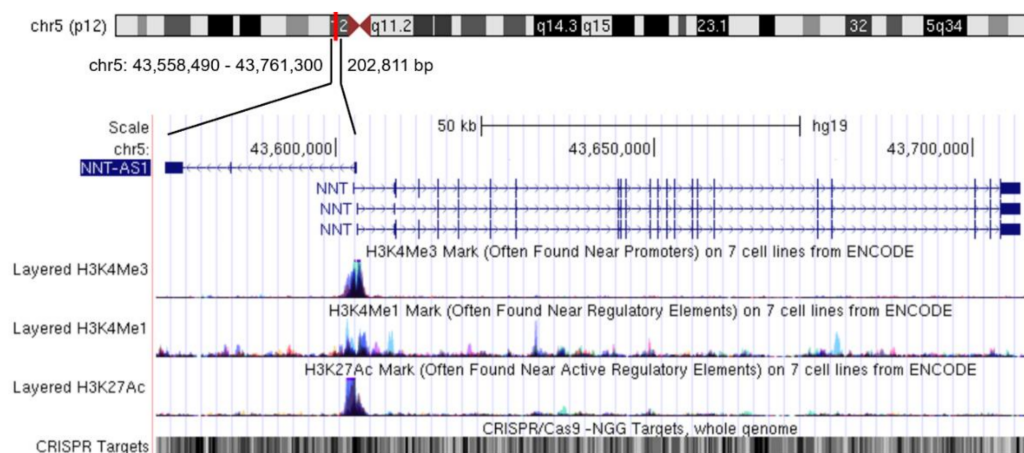 chr5 (p12) 2 q11.2 q14.3 q15 23.1 32 5q34
chr5: 43,558,490 - 43,761,300 202,811 bp
Scale 50 kb hg19
chr5: 43,600,000 43,650,000 43,700,000
NNT-AS1
NNT
NNT
NNT
H3K4Me3 Mark (Often Found Near Promoters) on 7 cell lines from ENCODE
Layered H3K4Me3
H3K4Me1 Mark (Often Found Near Regulatory Elements) on 7 cell lines from ENCODE
Layered H3K4Me1
H3K27Ac Mark (Often Found Near Active Regulatory Elements) on 7 cell lines from ENCODE
Layered H3K27Ac
CRISPR/Cas9 -NGG Targets, whole genome
CRISPR Targets